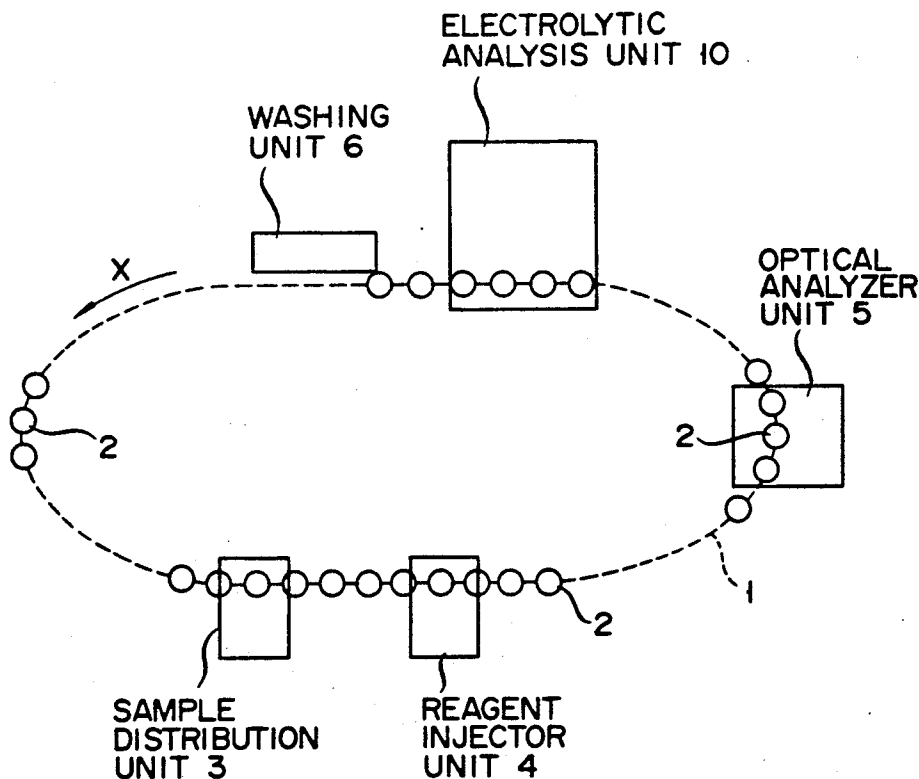 ELECTROLYTIC
ANALYSIS UNIT 10
WASHING
UNIT 6
X
OPTICAL
ANALYZER
UNIT 5
2
2
1
2
SAMPLE
DISTRIBUTION
UNIT 3
REAGENT
INJECTOR
UNIT 4